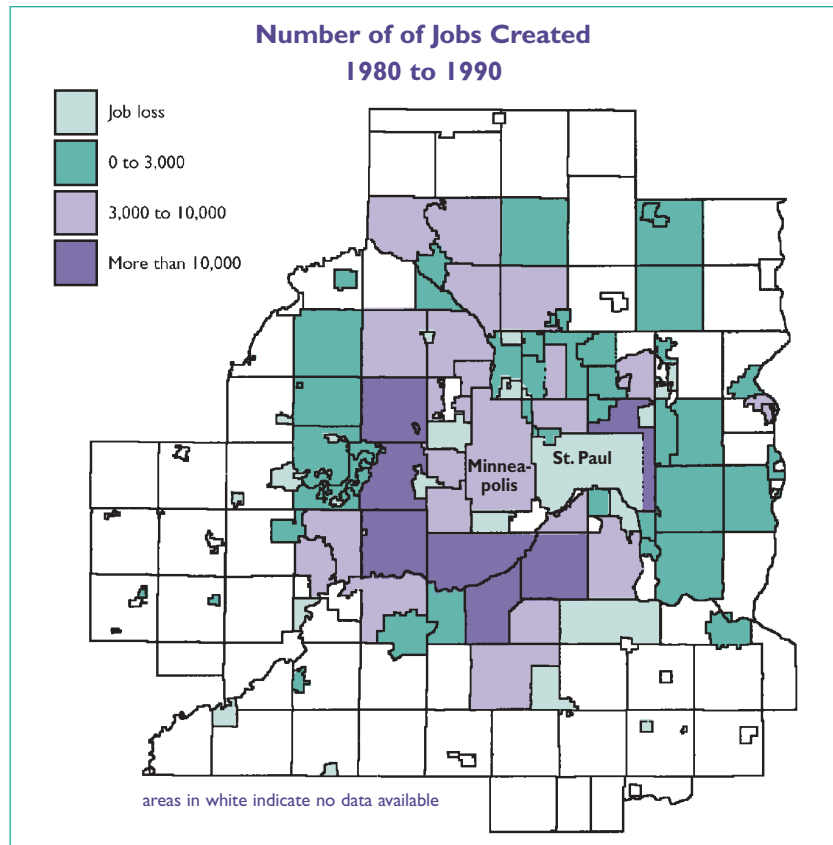 Number of of Jobs Created
1980 to 1990
Job loss
0 to 3,000
3,000 to 10,000
More than 10,000
Minnea-
polis
St. Paul
areas in white indicate no data available